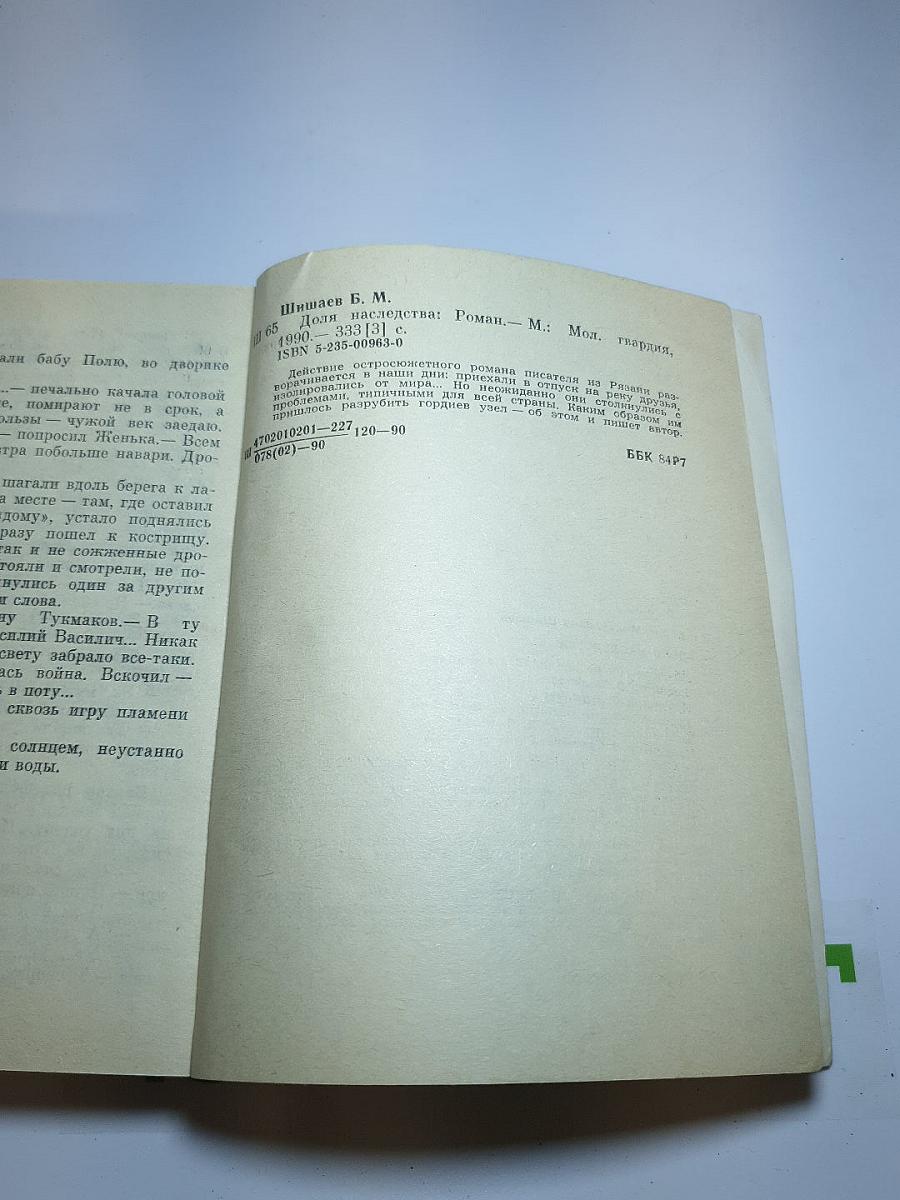 али бабу Полю, во дворике
...— печально качала головой
е, помирают не в срок, а
ользы — чужой век заедаю.
— попросил Женька.— Всем
втра побольше навари. Дро-
шагали вдоль берега к ла-
а месте — там, где оставил
дому», устало поднялись
разу пошел к кострищу.
так и не сожженные дро-
тояли и смотрели, не по-
нулись один за другим
и слова.
ну Тукмаков.— В ту
силий Василич... Никак
свету забрало все-таки.
ась война. Вскочил —
ь в поту...
сквозь игру пламени
солнцем, неустанно
и воды.
Шишаев Б. М.
Ш 65 Доля наследства: Роман.— М.: Мол. гвардия,
1990.— 333 [3] с.
ISBN 5-235-00963-0
Действие остросюжетного романа писателя из Рязани раз-
ворачивается в наши дни: приехали в отпуск на реку друзья,
изолировались от мира... Но неожиданно они столкнулись с
проблемами, типичными для всей страны. Каким образом им
пришлось разрубить гордиев узел — об этом и пишет автор.
Ш 4702010201—227 120—90
078(02)—90
ББК 84Р7